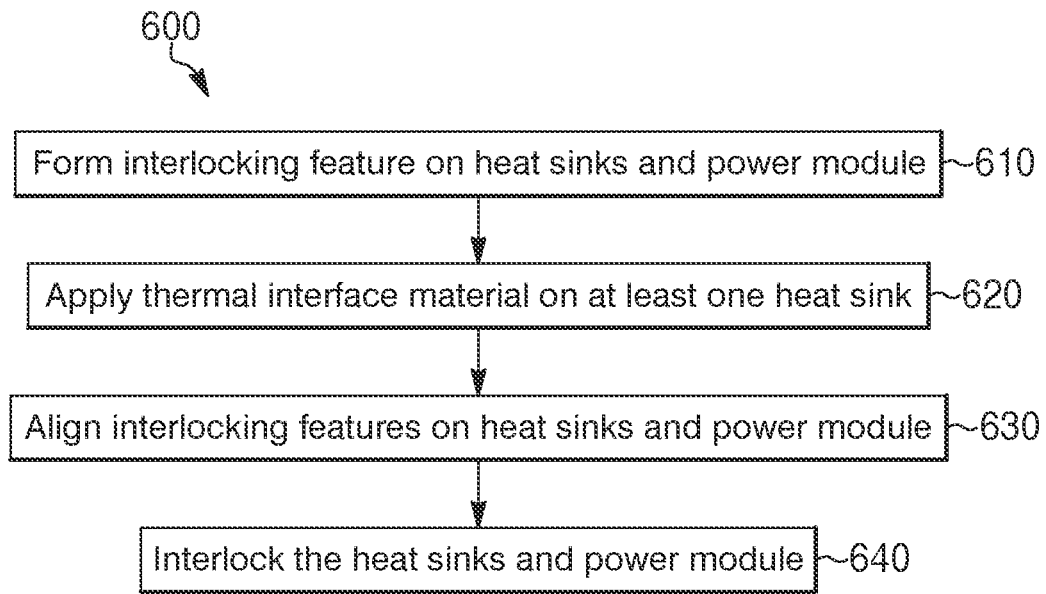 600
Form interlocking feature on heat sinks and power module 610
Apply thermal interface material on at least one heat sink 620
Align interlocking features on heat sinks and power module 630
Interlock the heat sinks and power module 640